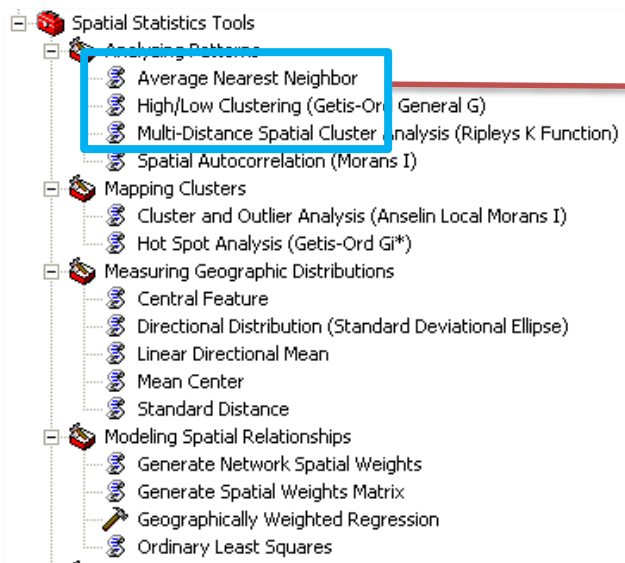 Spatial Statistics Tools
Analyzing Patterns
Average Nearest Neighbor
High/Low Clustering (Getis-Ord General G)
Multi-Distance Spatial Cluster Analysis (Ripleys K Function)
Spatial Autocorrelation (Morans I)
Mapping Clusters
Cluster and Outlier Analysis (Anselin Local Morans I)
Hot Spot Analysis (Getis-Ord Gi*)
Measuring Geographic Distributions
Central Feature
Directional Distribution (Standard Deviational Ellipse)
Linear Directional Mean
Mean Center
Standard Distance
Modeling Spatial Relationships
Generate Network Spatial Weights
Generate Spatial Weights Matrix
Geographically Weighted Regression
Ordinary Least Squares